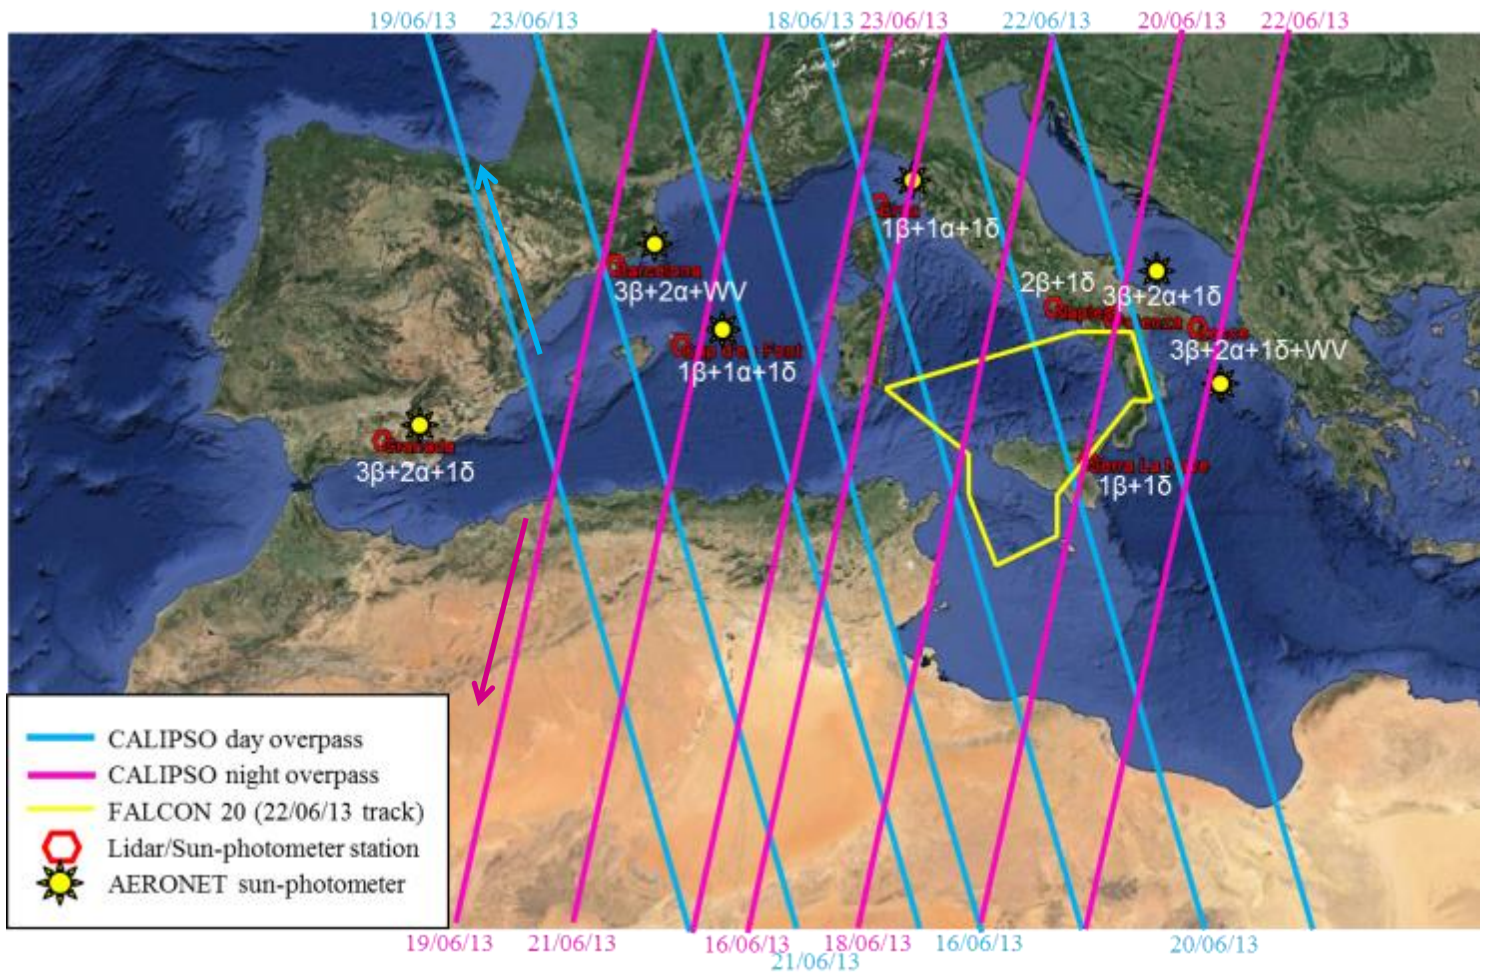 19/06/13 23/06/13 18/06/13 23/06/13 22/06/13 20/06/13 22/06/13
1β+1α+1δ
Barcelona
3β+2α+WV
2β+1δ
3β+2α+1δ
3β+2α+1δ+WV
1β+1α+1δ
Granada
3β+2α+1δ
1β+1δ
CALIPSO day overpass
CALIPSO night overpass
FALCON 20 (22/06/13 track)
Lidar/Sun-photometer station
AERONET sun-photometer
19/06/13 21/06/13 16/06/13 18/06/13 16/06/13 20/06/13
21/06/13